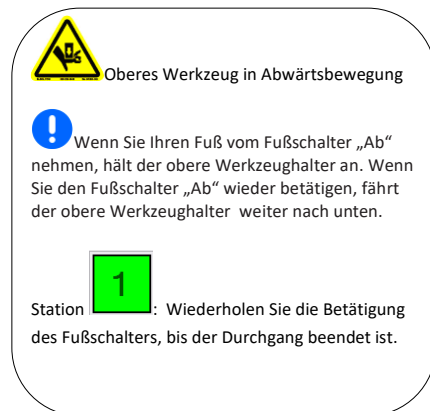 Oberes Werkzeug in Abwärtsbewegung
Wenn Sie Ihren Fuß vom Fußschalter „Ab“
nehmen, hält der obere Werkzeughalter an. Wenn
Sie den Fußschalter „Ab“ wieder betätigen, fährt
der obere Werkzeughalter weiter nach unten.
Station 1: Wiederholen Sie die Betätigung
des Fußschalters, bis der Durchgang beendet ist.